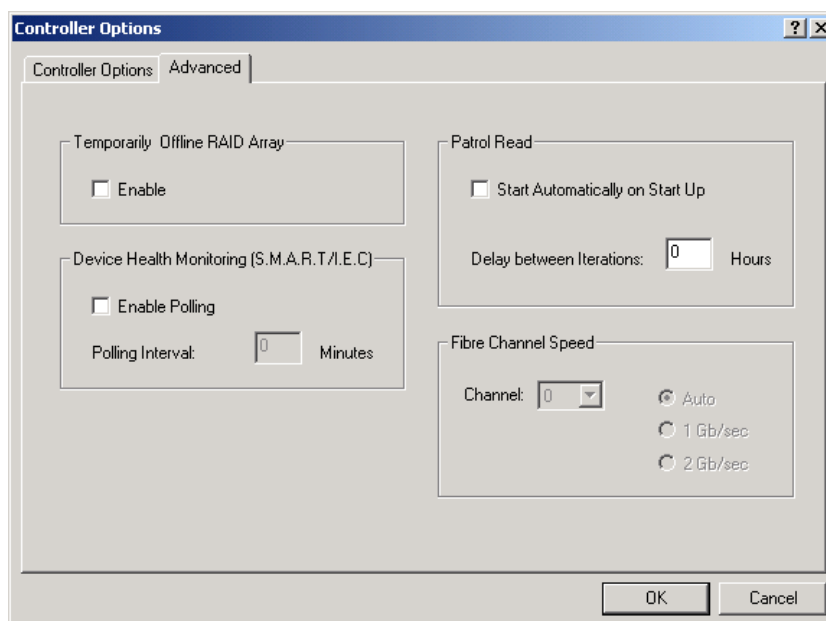 Controller Options
Controller Options
Advanced
Temporarily Offline RAID Array
Enable
Device Health Monitoring (S.M.A.R.T/I.E.C)
Enable Polling
Polling Interval: 0 Minutes
Patrol Read
Start Automatically on Start Up
Delay between Iterations: 0 Hours
Fibre Channel Speed
Channel: 0
Auto
1 Gb/sec
2 Gb/sec
OK
Cancel